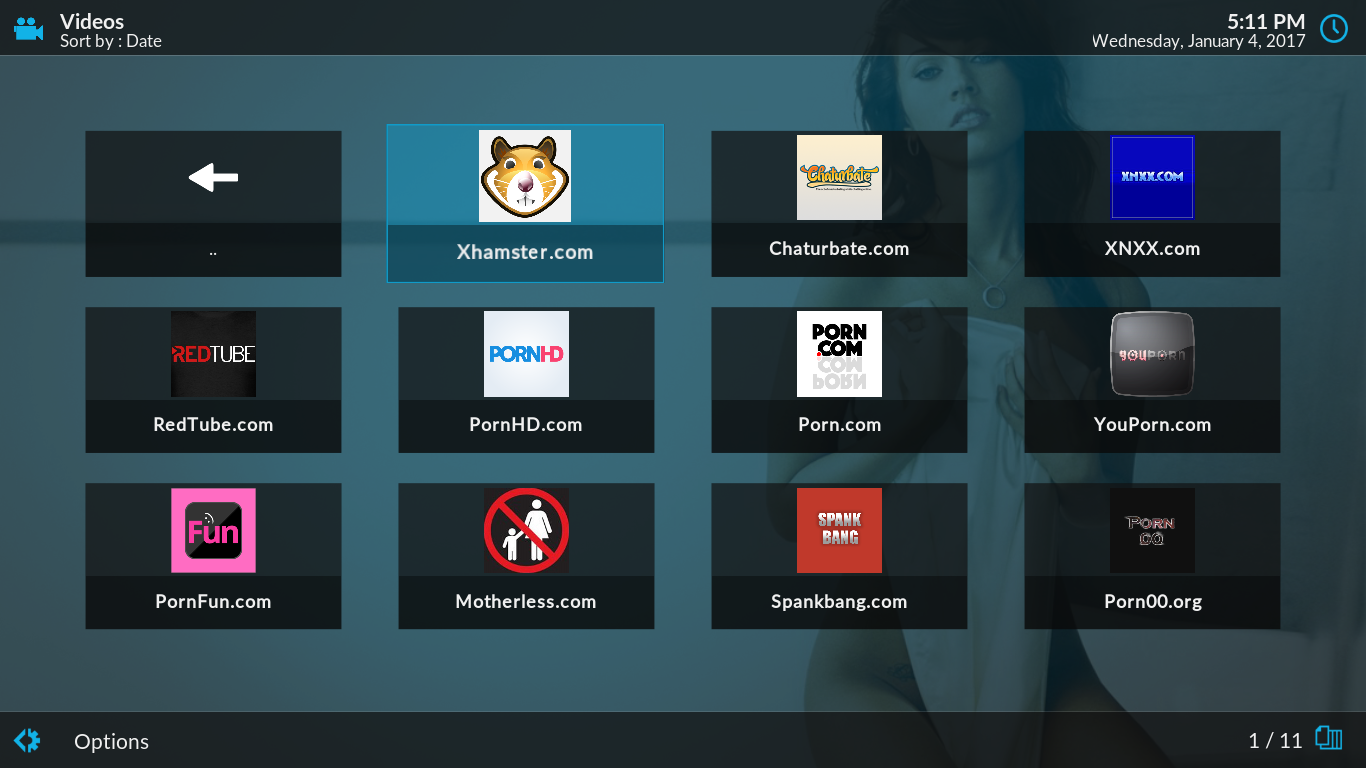 Videos
Sort by : Date
5:11 PM
Wednesday, January 4, 2017
..
Xhamster.com
Chaturbate
Chaturbate.com
XNXX.COM
XNXX.com
REDTUBE
RedTube.com
PORNHD
PornHD.com
PORN
.COM
Porn.com
YOUPORN
YouPorn.com
Fun
PornFun.com
Motherless.com
SPANK
BANG
Spankbang.com
PORN
OO
Porn00.org
Options
1 / 11